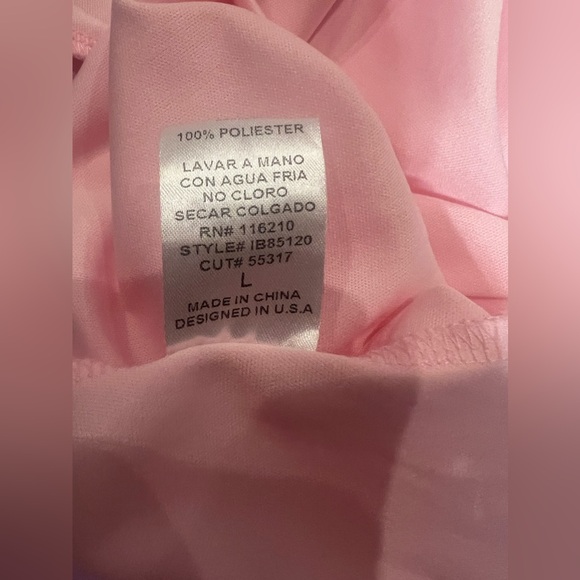 100% POLIESTER
LAVAR A MANO
CON AGUA FRIA
NO CLORO
SECAR COLGADO
RN# 116210
STYLE# IB85120
CUT# 55317
L
MADE IN CHINA
DESIGNED IN U.S.A